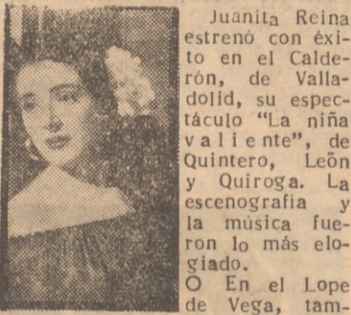 Juanita Reina
estrenó con éxi-
to en el Calde-
rón, de Valla-
dolid, su espec-
táculo "La niña
valiente", de
Quintero, León
y Quiroga. La
escenografia y
la música fue-
ron lo más elo-
giado.
O En el Lope
de Vega, tam-